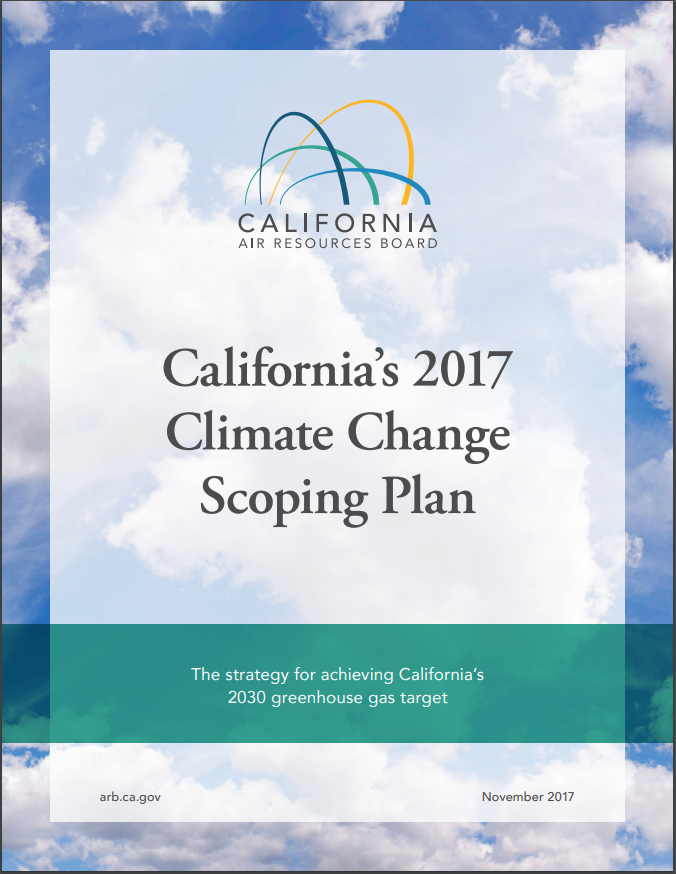 CALIFORNIA
AIR RESOURCES BOARD
California's 2017
Climate Change
Scoping Plan
The strategy for achieving California's
2030 greenhouse gas target
arb.ca.gov
November 2017